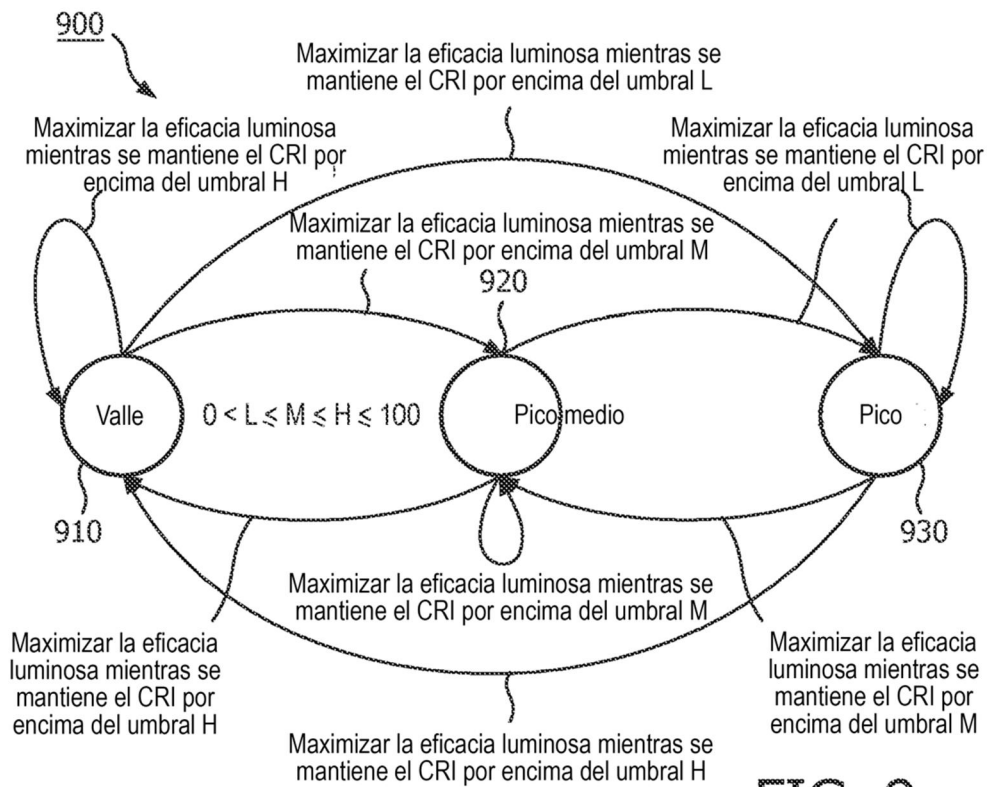 900
Maximizar la eficacia luminosa mientras se
mantiene el CRI por encima del umbral L
Maximizar la eficacia luminosa
mientras se mantiene el CRI por
encima del umbral H
Maximizar la eficacia luminosa
mientras se mantiene el CRI por
encima del umbral L
Maximizar la eficacia luminosa mientras se
mantiene el CRI por encima del umbral M
920
Valle
0 < L ≤ M ≤ H ≤ 100
Pico medio
Pico
910
930
Maximizar la eficacia luminosa mientras se
mantiene el CRI por encima del umbral M
Maximizar la eficacia
luminosa mientras se
mantiene el CRI por
encima del umbral H
Maximizar la eficacia
luminosa mientras se
mantiene el CRI por
encima del umbral M
Maximizar la eficacia luminosa mientras se
mantiene el CRI por encima del umbral H